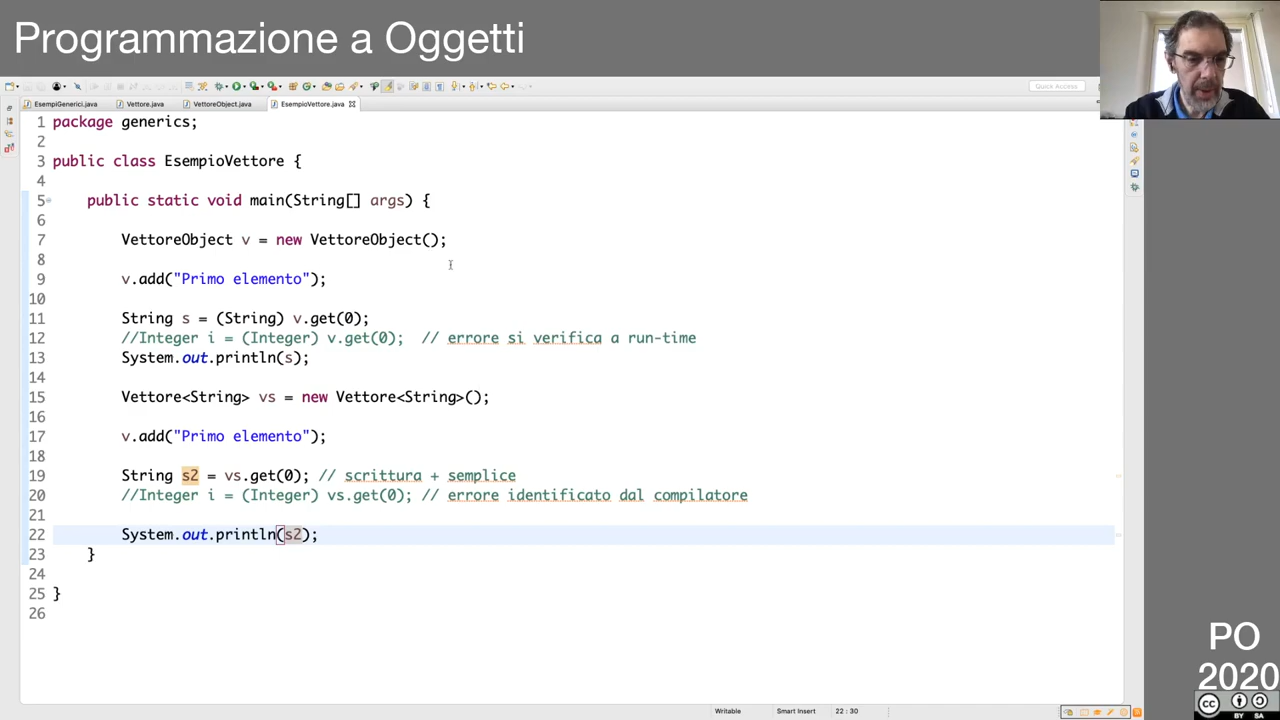 Programmazione a Oggetti
Quick Access
EsempiGenerici.java Vettore.java VettoreObject.java EsempioVettore.java
1 package generics;
2
3 public class EsempioVettore {
4
5 public static void main(String[] args) {
6
7 VettoreObject v = new VettoreObject();
8
9 v.add("Primo elemento");
10
11 String s = (String) v.get(0);
12 //Integer i = (Integer) v.get(0); // errore si verifica a run-time
13 System.out.println(s);
14
15 Vettore<String> vs = new Vettore<String>();
16
17 v.add("Primo elemento");
18
19 String s2 = vs.get(0); // scrittura + semplice
20 //Integer i = (Integer) vs.get(0); // errore identificato dal compilatore
21
22 System.out.println(s2);
23 }
24
25 }
26
Writable Smart Insert 22 : 30
PO
2020
CC BY SA